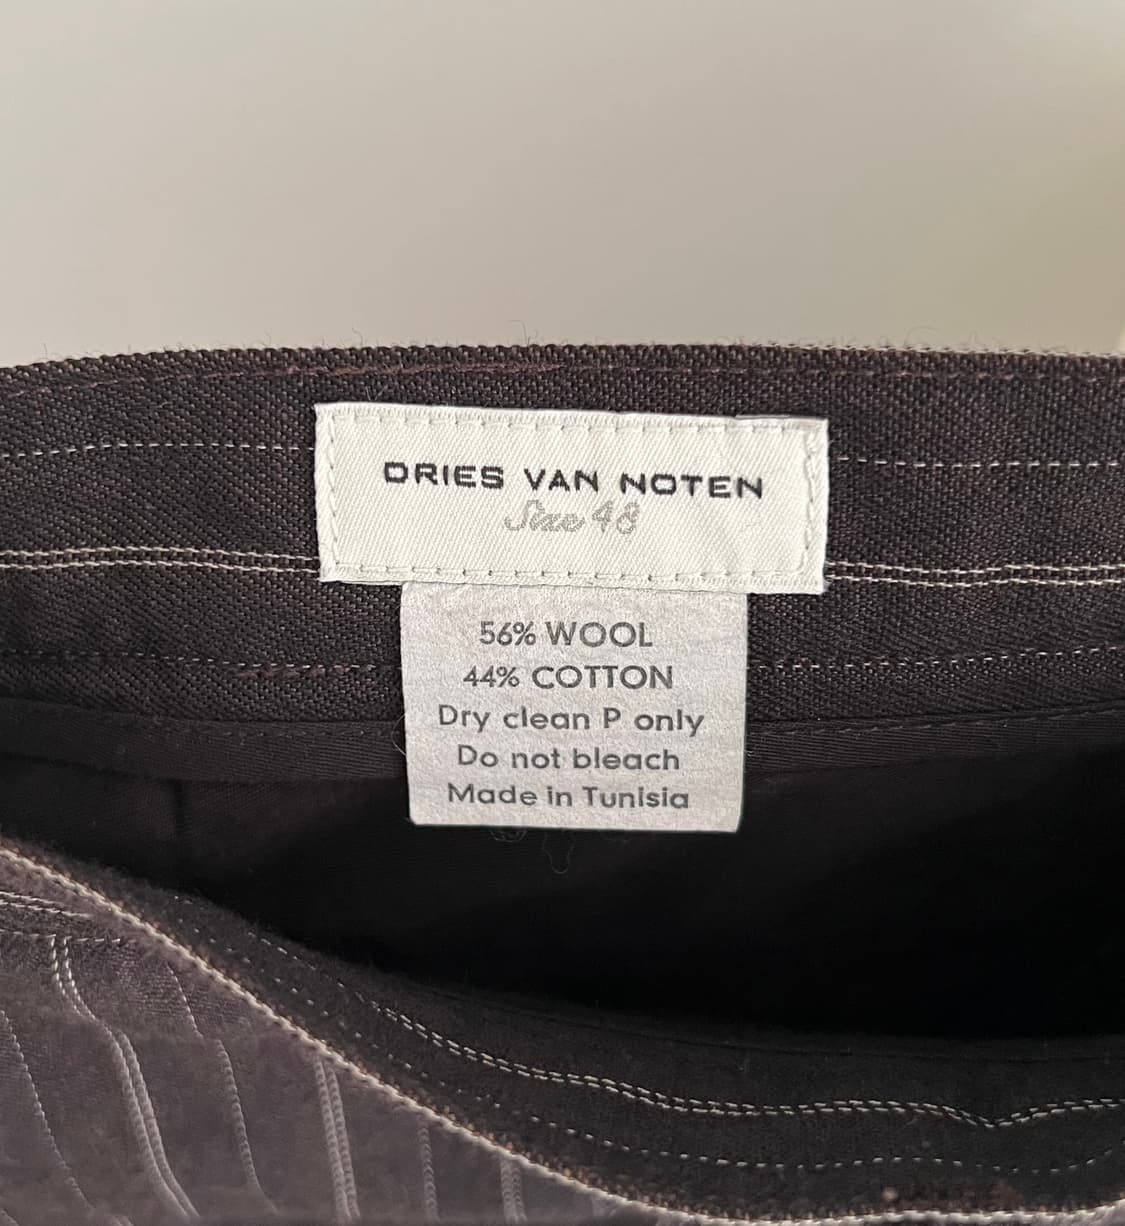 DRIES VAN NOTEN
Size 48
56% WOOL
44% COTTON
Dry clean P only
Do not bleach
Made in Tunisia